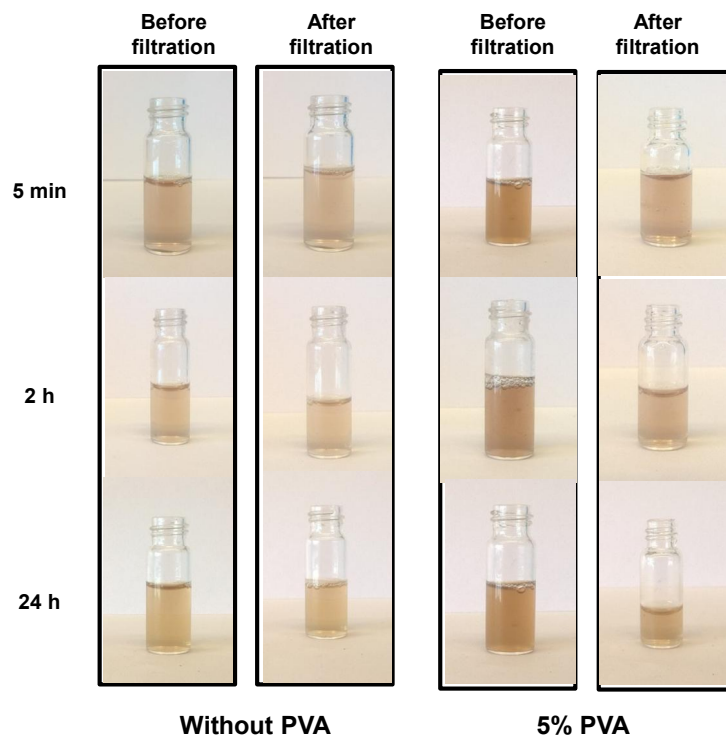 Before
filtration
After
filtration
Before
filtration
After
filtration
5 min
2 h
24 h
Without PVA
5% PVA